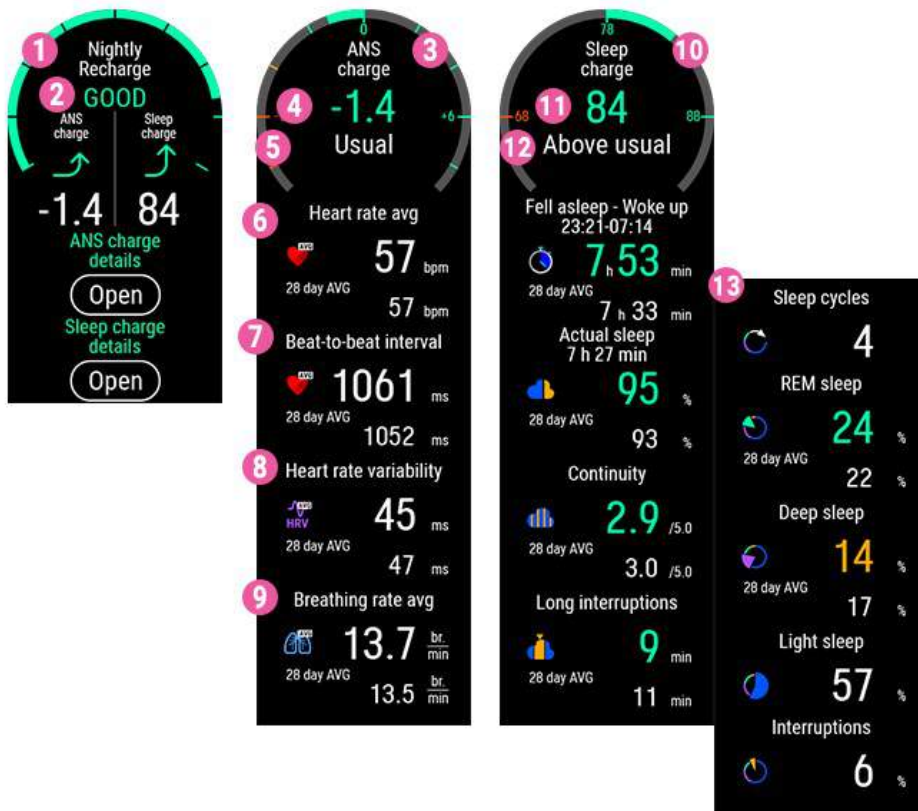 1
Nightly
Recharge
2
GOOD
ANS
charge
Sleep
charge
-1.4
84
ANS charge
details
Open
Sleep charge
details
Open
0
3
ANS
charge
4
-1.4
+6
5
Usual
6
Heart rate avg
AVG
57 bpm
28 day AVG
57 bpm
7
Beat-to-beat interval
AVG
1061 ms
28 day AVG
1052 ms
8
Heart rate variability
AVG
HRV
45 ms
28 day AVG
47 ms
9
Breathing rate avg
AVG
13.7 br./min
28 day AVG
13.5 br./min
78
10
Sleep
charge
68
11
84
88
12
Above usual
Fell asleep - Woke up
23:21-07:14
7 h 53 min
28 day AVG
7 h 33 min
Actual sleep
7 h 27 min
95 %
28 day AVG
93 %
Continuity
2.9 /5.0
28 day AVG
3.0 /5.0
Long interruptions
9 min
28 day AVG
11 min
13
Sleep cycles
4
REM sleep
24 %
28 day AVG
22 %
Deep sleep
14 %
28 day AVG
17 %
Light sleep
57 %
Interruptions
6 %